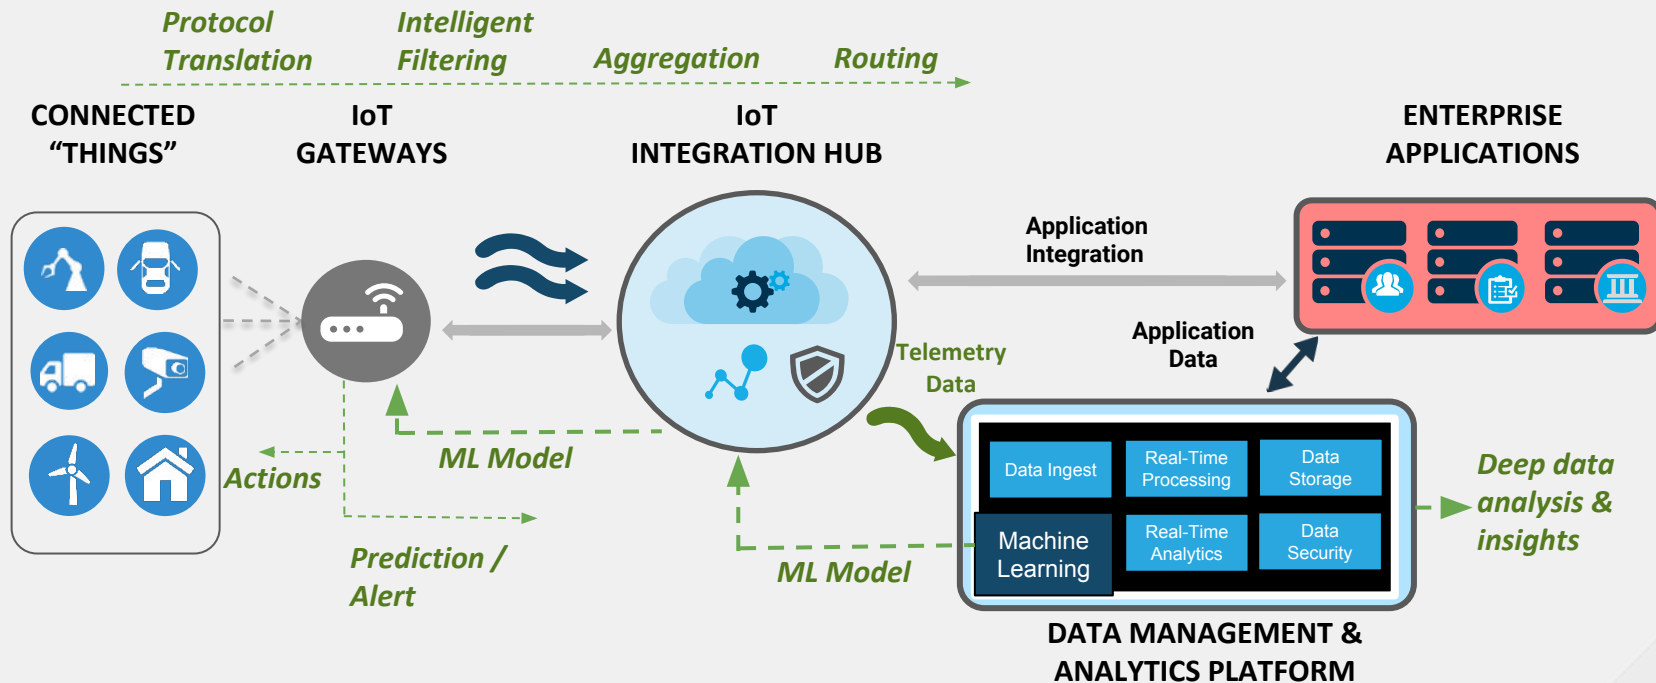 Protocol
Translation
Intelligent
Filtering
Aggregation
Routing
CONNECTED
“THINGS”
IoT
GATEWAYS
IoT
INTEGRATION HUB
ENTERPRISE
APPLICATIONS
Application
Integration
Application
Data
Telemetry
Data
ML Model
Actions
Prediction /
Alert
ML Model
Data Ingest
Real-Time
Processing
Data
Storage
Machine
Learning
Real-Time
Analytics
Data
Security
Deep data
analysis &
insights
DATA MANAGEMENT &
ANALYTICS PLATFORM